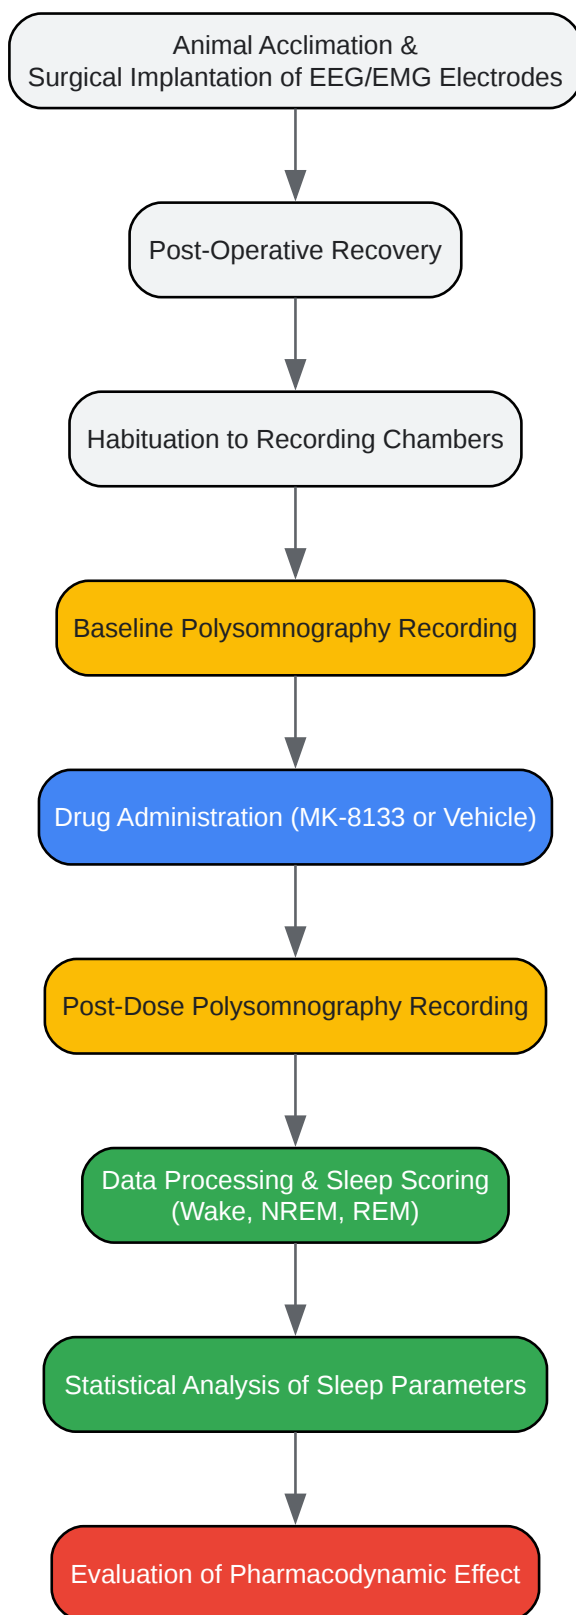 Animal Acclimation &
Surgical Implantation of EEG/EMG Electrodes
Post-Operative Recovery
Habituation to Recording Chambers
Baseline Polysomnography Recording
Drug Administration (MK-8133 or Vehicle)
Post-Dose Polysomnography Recording
Data Processing & Sleep Scoring
(Wake, NREM, REM)
Statistical Analysis of Sleep Parameters
Evaluation of Pharmacodynamic Effect